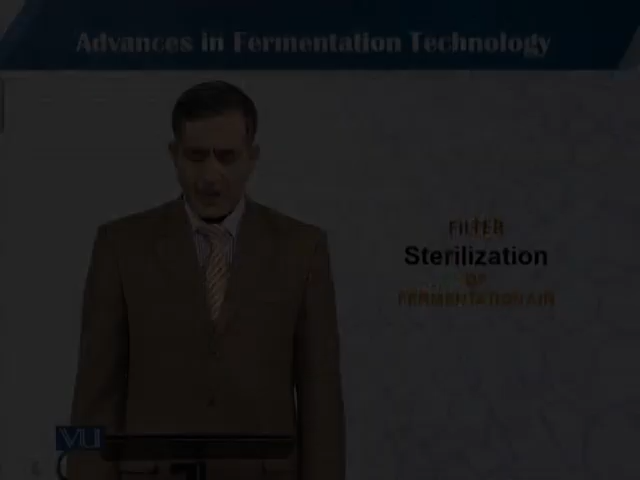 Advances in Fermentation Technology
FILTER
Sterilization
OF
FERMENTATION AIR
VU